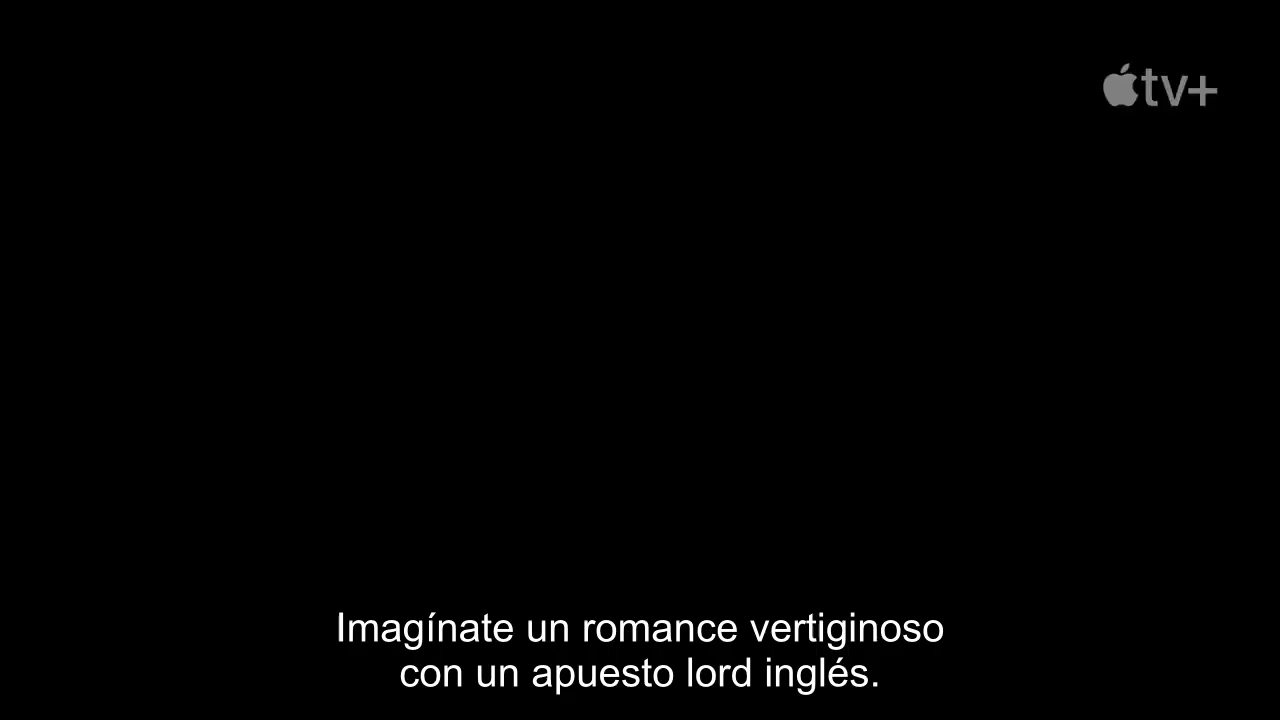 tv+
Imagínate un romance vertiginoso
con un apuesto lord inglés.